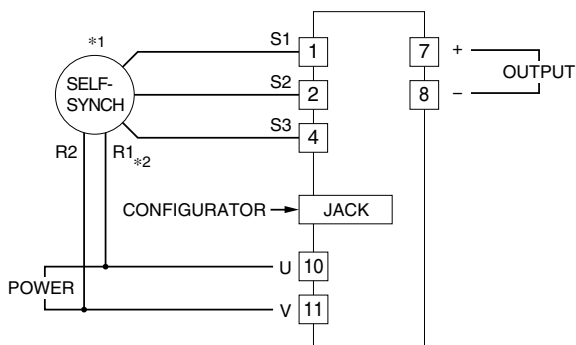 *1
S1
1
7
+
OUTPUT
SELF-
SYNCH
S2
2
8
−
S3
4
R2
R1
*2
CONFIGURATOR
JACK
U
10
POWER
V
11